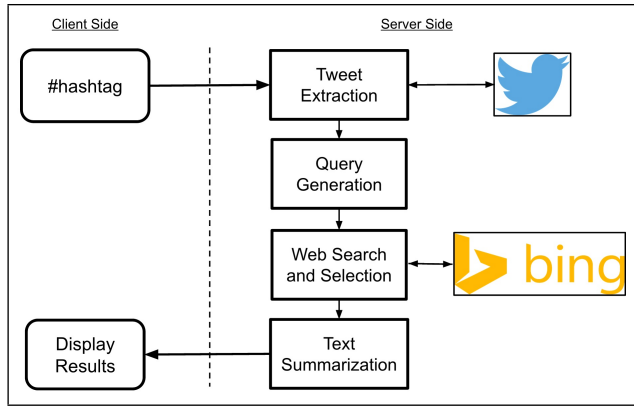 Client Side
Server Side
#hashtag
Tweet
Extraction
Query
Generation
Web Search
and Selection
bing
Text
Summarization
Display
Results